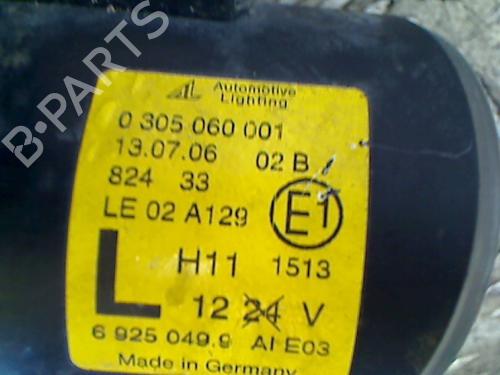 B-PARTS
Automotive
Lighting
0 305 060 001
13.07.06 02 B
824 33
LE 02 A129
E1
L H11 1513
12 24 V
6 925 049.9 AI E03
Made in Germany